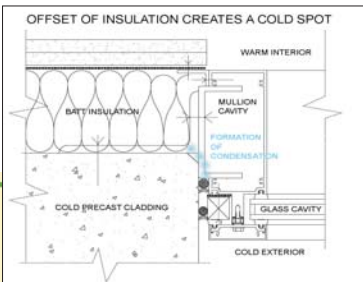 OFFSET OF INSULATION CREATES A COLD SPOT
WARM INTERIOR
BATT INSULATION
MULLION
CAVITY
FORMATION
OF
CONDENSATION
COLD PRECAST CLADDING
GLASS CAVITY
COLD EXTERIOR